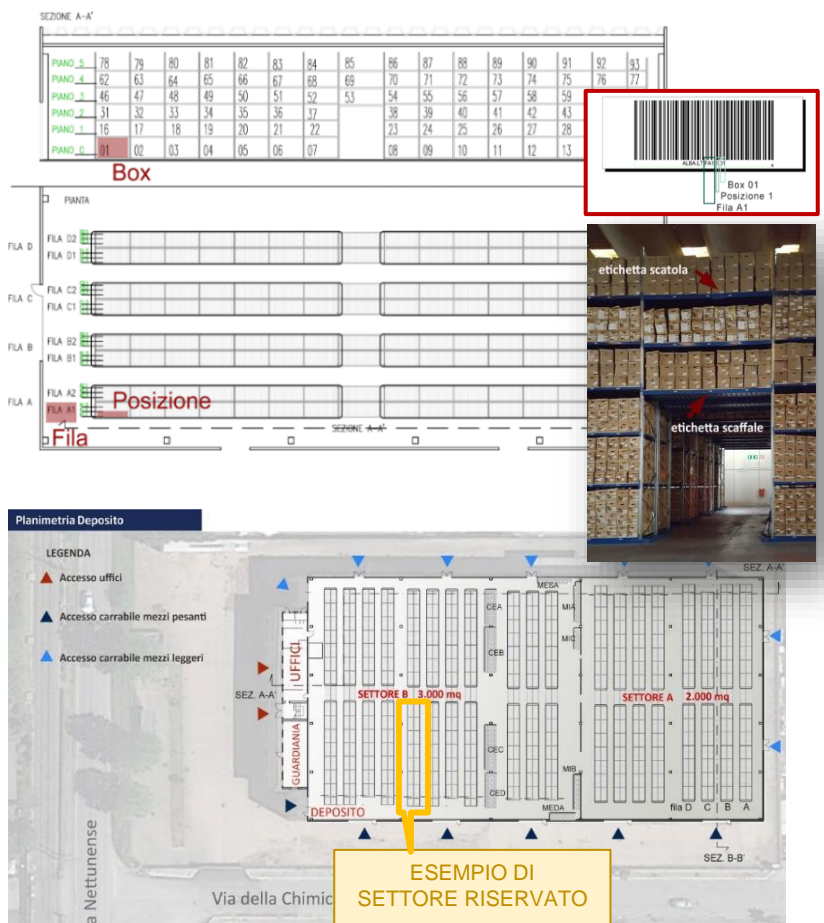 SEZIONE A-A'
PIANO 5 78 79 80 81 82 83 84 85 86 87 88 89 90 91 92 93
PIANO 4 62 63 64 65 66 67 68 69 70 71 72 73 74 75 76 77
PIANO 3 46 47 48 49 50 51 52 53 54 55 56 57 58 59
PIANO 2 31 32 33 34 35 36 37 38 39 40 41 42 43
PIANO 1 16 17 18 19 20 21 22 23 24 25 26 27 28
PIANO 0 01 02 03 04 05 06 07 08 09 10 11 12 13
Box
Box 01
Posizione 1
Fila A1
PIANTA
FILA D
FILA D2
FILA D1
FILA C
FILA C2
FILA C1
FILA B
FILA B2
FILA B1
FILA A
FILA A2
FILA A1
Posizione
Fila
SEZIONE A-A'
etichetta scatola
etichetta scaffale
Planimetria Deposito
LEGENDA
Accesso uffici
Accesso carrabile mezzi pesanti
Accesso carrabile mezzi leggeri
SEZ. A-A'
MESA
CEA
MIA
MIC
CEB
UFFICI
SEZ. A-A'
SETTORE B 3.000 mq
SETTORE A 2.000 mq
GUARDIANIA
CEC
MIB
CED
DEPOSITO
MEDA
fila D C B A
SEZ. B-B'
Nettunense
Via della Chimic
ESEMPIO DI
SETTORE RISERVATO